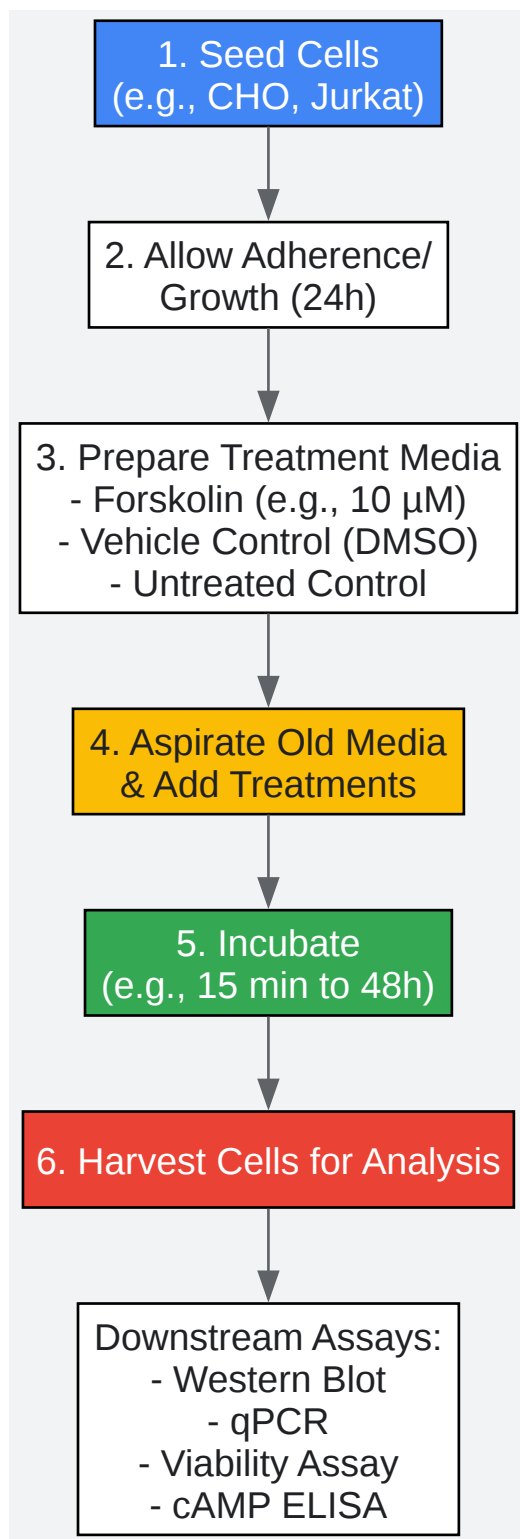 1. Seed Cells
(e.g., CHO, Jurkat)
2. Allow Adherence/
Growth (24h)
3. Prepare Treatment Media
- Forskolin (e.g., 10 µM)
- Vehicle Control (DMSO)
- Untreated Control
4. Aspirate Old Media
& Add Treatments
5. Incubate
(e.g., 15 min to 48h)
6. Harvest Cells for Analysis
Downstream Assays:
- Western Blot
- qPCR
- Viability Assay
- cAMP ELISA